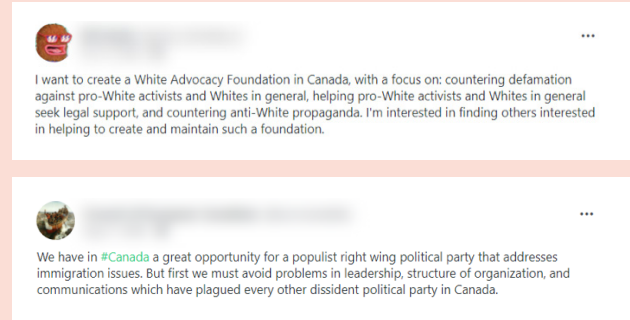 I want to create a White Advocacy Foundation in Canada, with a focus on: countering defamation
against pro-White activists and Whites in general, helping pro-White activists and Whites in general
seek legal support, and countering anti-White propaganda. I'm interested in finding others interested
in helping to create and maintain such a foundation.
We have in #Canada a great opportunity for a populist right wing political party that addresses
immigration issues. But first we must avoid problems in leadership, structure of organization, and
communications which have plagued every other dissident political party in Canada.